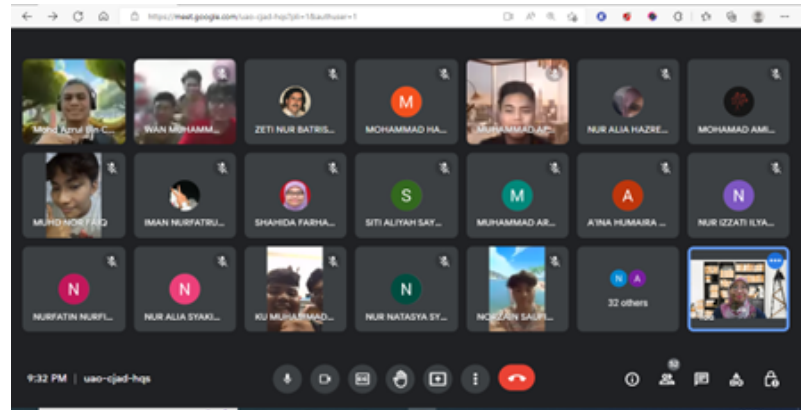 https://meet.google.com/uao-cjad-hqs?pli=1&authuser=1
Mohd Azrul Bin C...
WAN MUHAMM...
ZETI NUR BATRIS...
M
MOHAMMAD HA...
MUHAMMAD
NUR ALIA HAZRE...
MOHAMAD AMI...
MUHD NOR FAIQ
IMAN NURFATRU...
SHAHIDA FARHA...
S
SITI ALIYAH SAY...
M
MUHAMMAD AR...
A
A'INA HUMAIRA ...
N
NUR IZZATI ILYA...
N
NURFATIN NURFI...
N
NUR ALIA SYAKI...
KU MUHAMMAD...
N
NUR NATASYA SY...
NORZAIN SAUFI...
N A
32 others
9:32 PM | uao-cjad-hqs
52